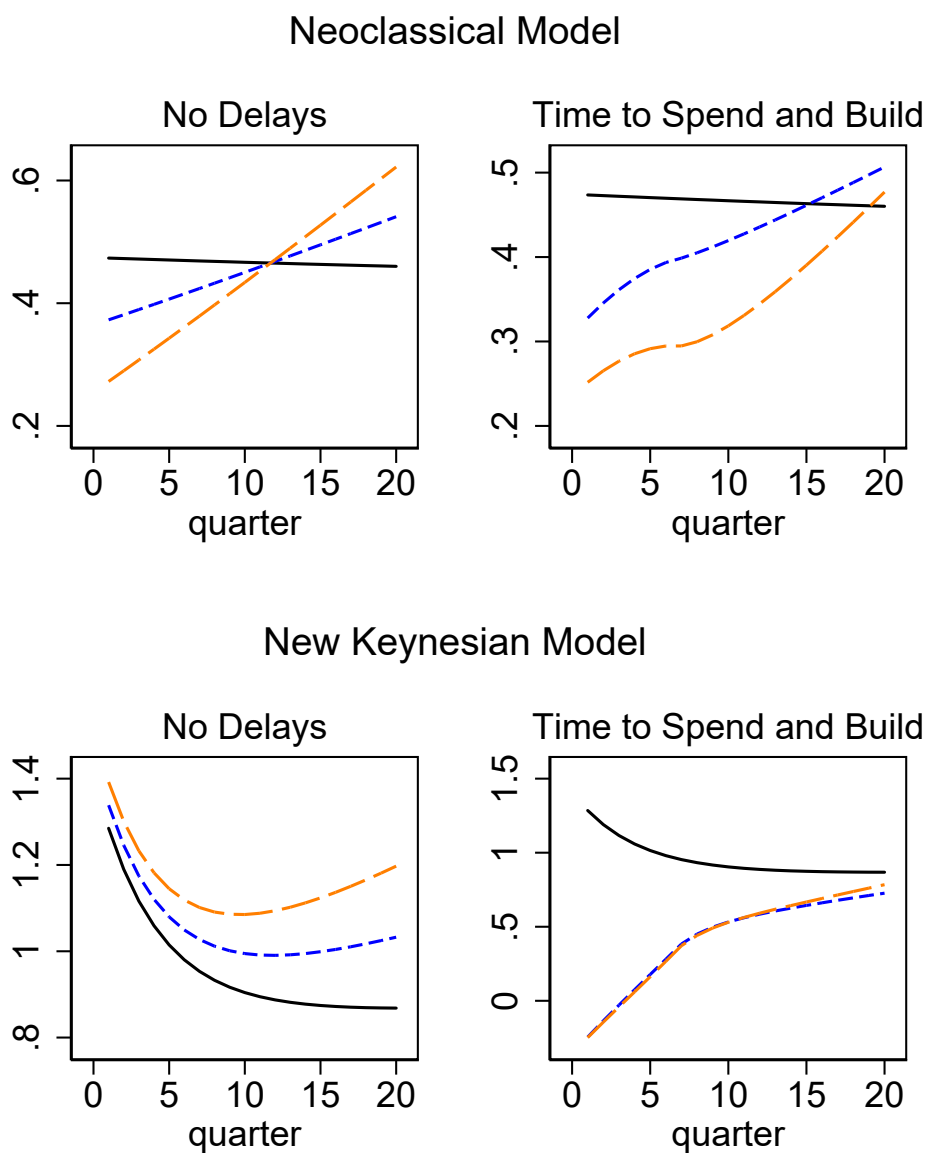 Neoclassical Model
No Delays
Time to Spend and Build
.6
.4
.2
0 5 10 15 20
quarter
.5
.4
.3
.2
0 5 10 15 20
quarter
New Keynesian Model
No Delays
Time to Spend and Build
1.4
1.2
1
.8
0 5 10 15 20
quarter
1.5
1
.5
0
0 5 10 15 20
quarter